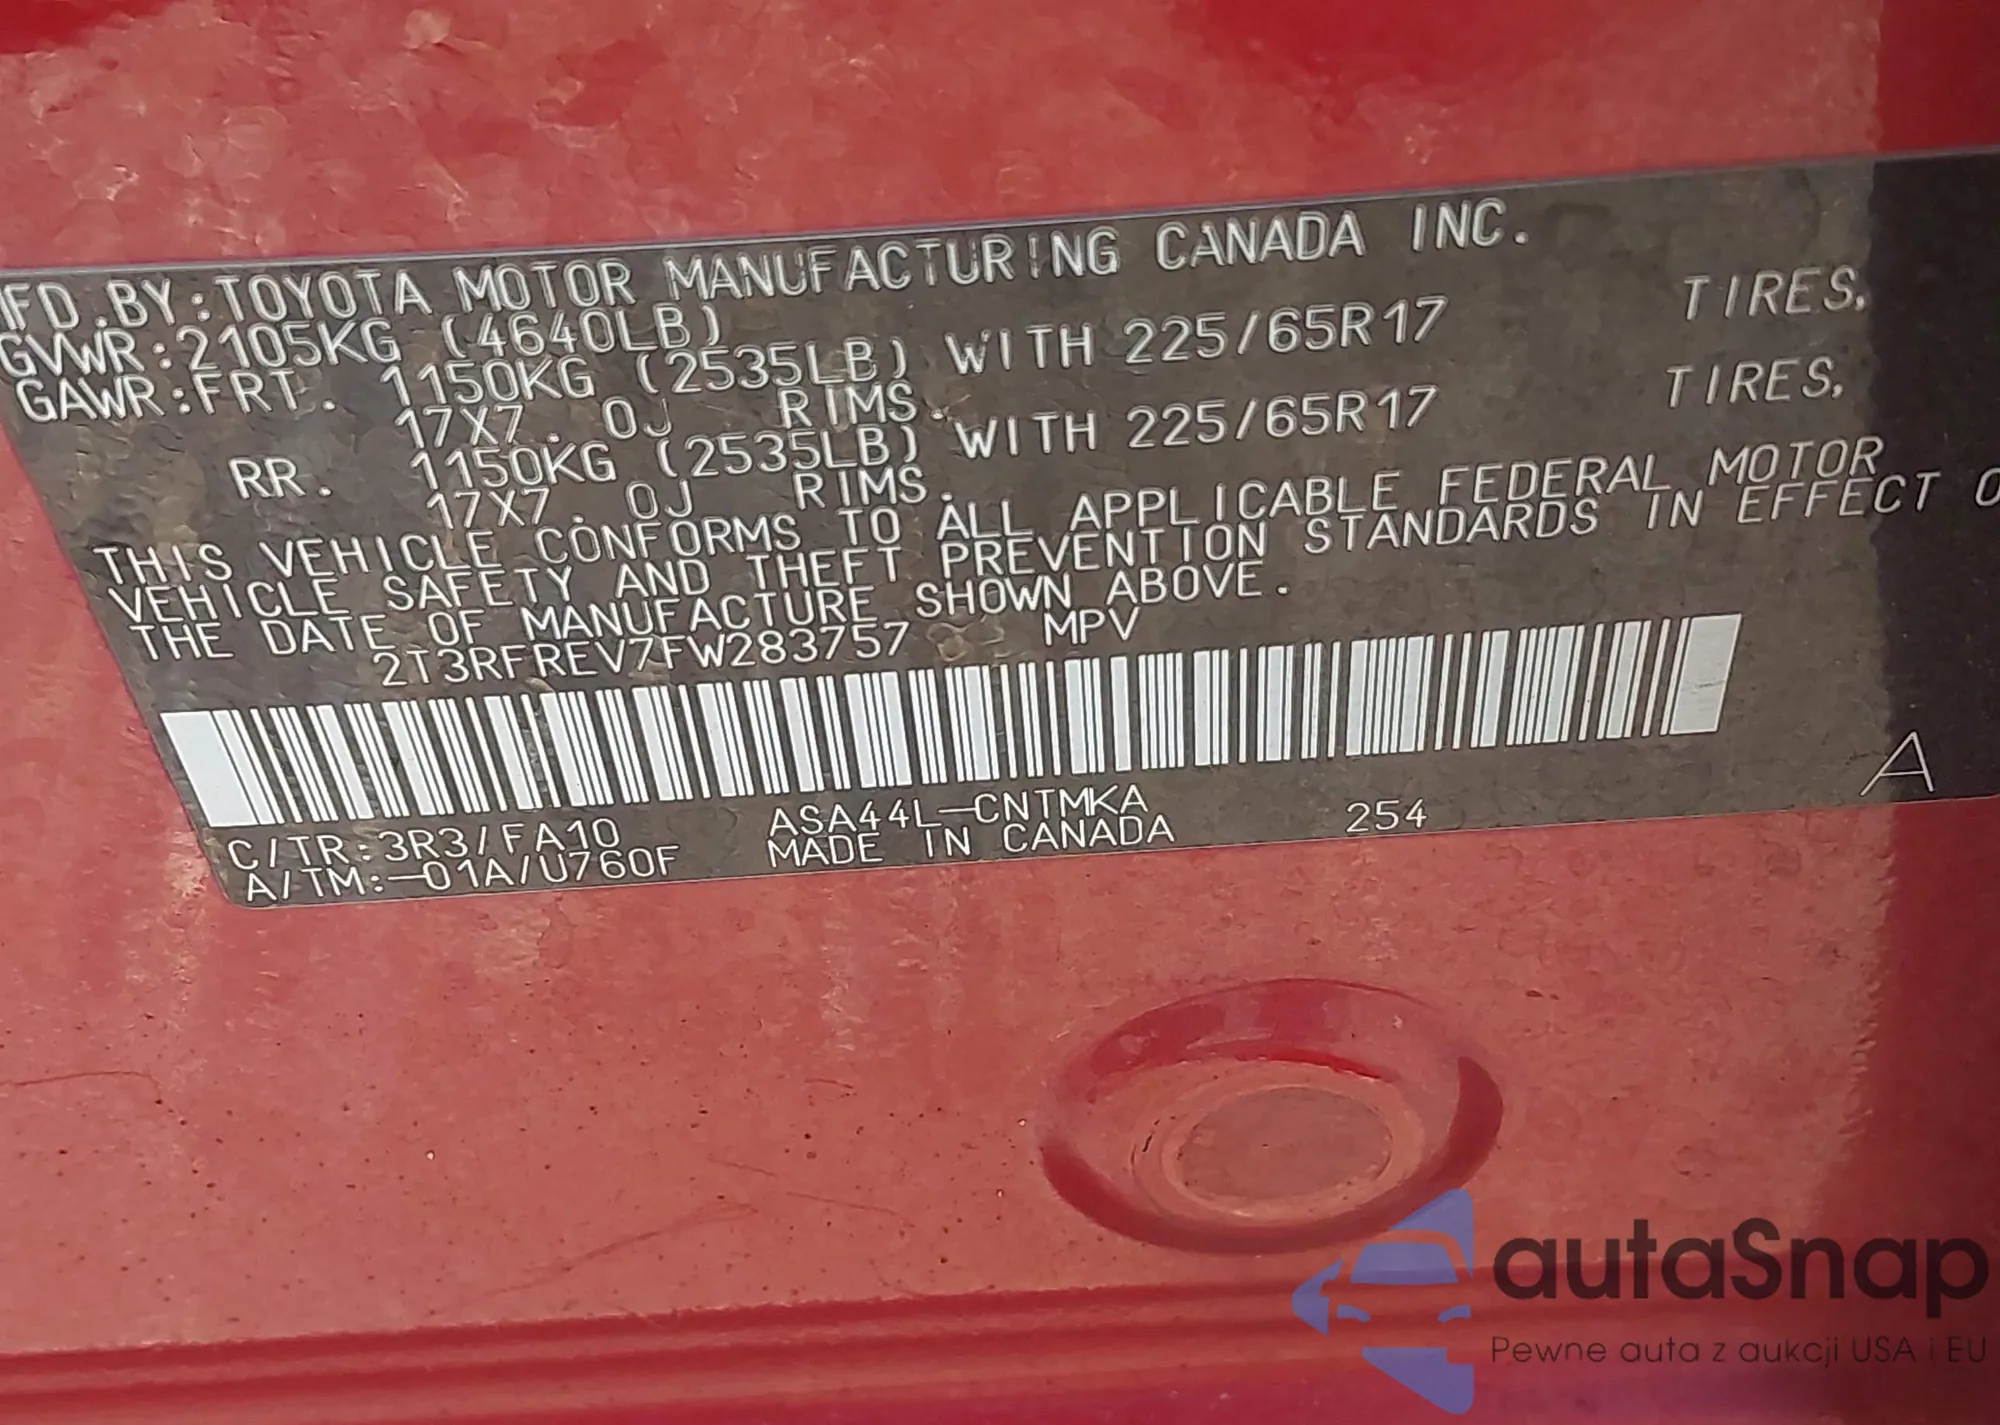 FD.BY:TOYOTA MOTOR MANUFACTURING CANADA INC.
GVWR:2105KG (4640LB)
GAWR:FRT. 1150KG (2535LB) WITH 225/65R17 TIRES,
17X7.0J RIMS.
RR. 1150KG (2535LB) WITH 225/65R17 TIRES,
17X7.0J RIMS.
THIS VEHICLE CONFORMS TO ALL APPLICABLE FEDERAL MOTOR
VEHICLE SAFETY AND THEFT PREVENTION STANDARDS IN EFFECT O
THE DATE OF MANUFACTURE SHOWN ABOVE.
2T3RFREV7FW283757 MPV
C/TR:3R3/FA10 ASA44L-CNTMKA 254 A
A/TM:-01A/U760F MADE IN CANADA
autaSnap
Pewne auta z aukcji USA i EU